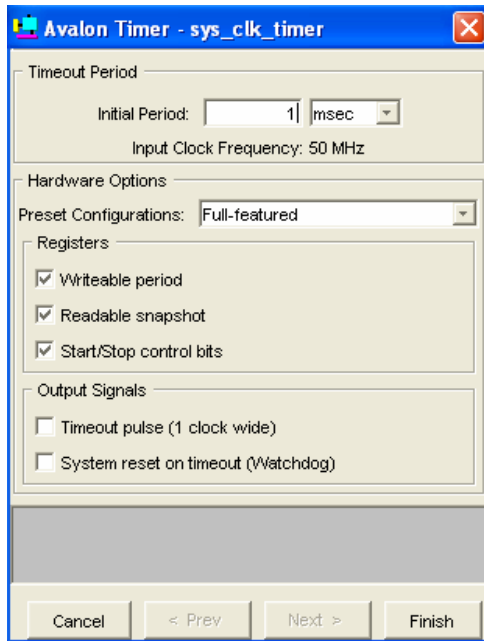 Avalon Timer - sys_clk_timer
Timeout Period
Initial Period: 1 msec
Input Clock Frequency: 50 MHz
Hardware Options
Preset Configurations: Full-featured
Registers
Writeable period
Readable snapshot
Start/Stop control bits
Output Signals
Timeout pulse (1 clock wide)
System reset on timeout (Watchdog)
Cancel < Prev Next > Finish